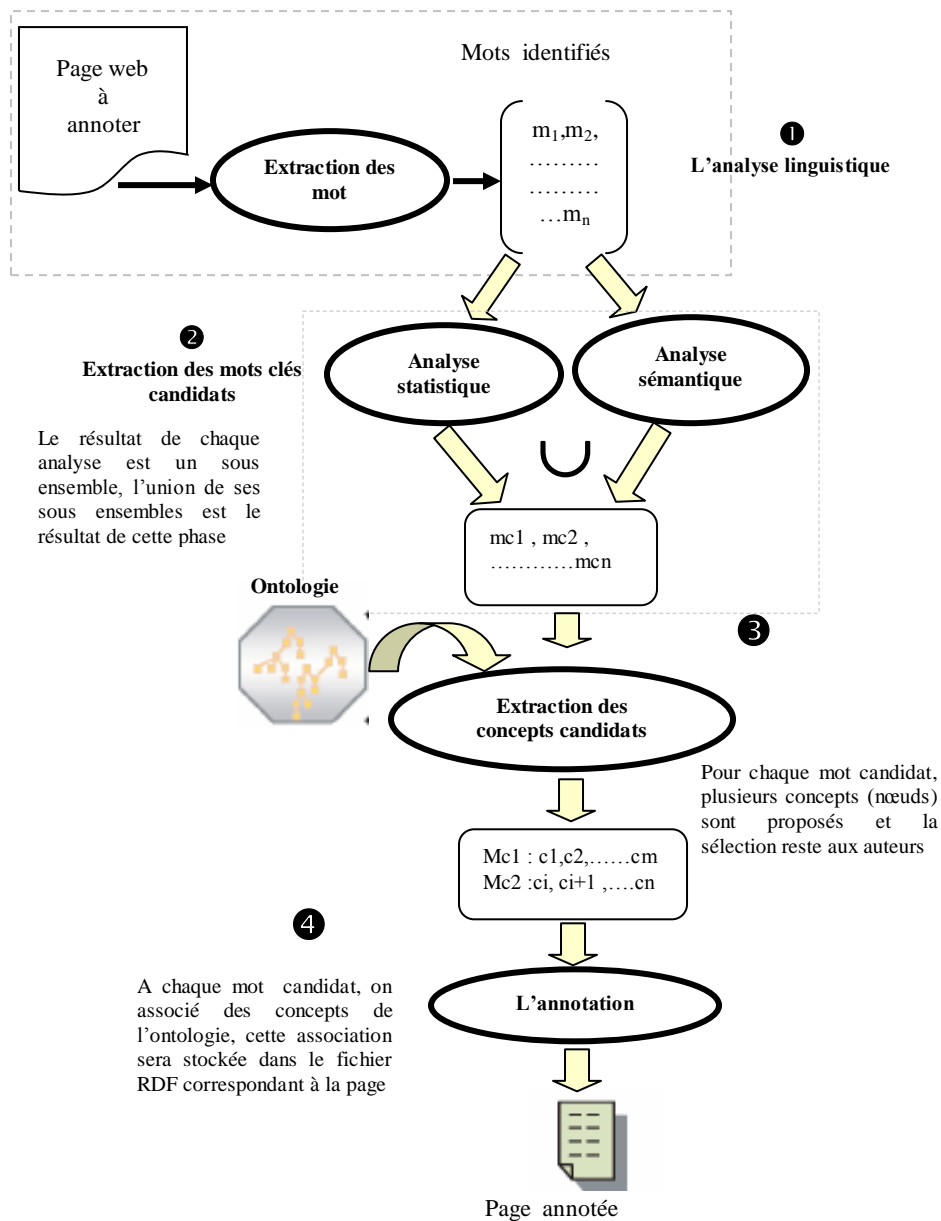 Page web
à
annoter
Mots identifiés
Extraction des
mot
m1,m2,
………
………
…mn
❶
L’analyse linguistique
❷
Extraction des mots clés
candidats
Le résultat de chaque
analyse est un sous
ensemble, l’union de ses
sous ensembles est le
résultat de cette phase
Analyse
statistique
Analyse
sémantique
∪
mc1 , mc2 ,
…………mcn
Ontologie
❸
Extraction des
concepts candidats
Pour chaque mot candidat,
plusieurs concepts (nœuds)
sont proposés et la
sélection reste aux auteurs
Mc1 : c1,c2,……cm
Mc2 :ci, ci+1 ,….cn
❹
A chaque mot candidat, on
associé des concepts de
l’ontologie, cette association
sera stockée dans le fichier
RDF correspondant à la page
L’annotation
Page annotée